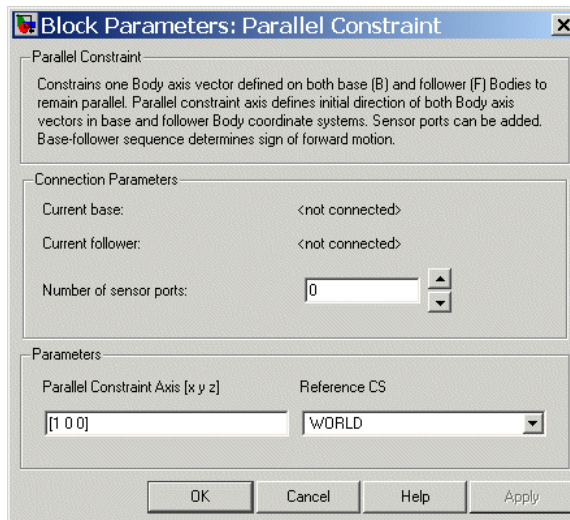 Block Parameters: Parallel Constraint
Parallel Constraint
Constrains one Body axis vector defined on both base (B) and follower (F) Bodies to
remain parallel. Parallel constraint axis defines initial direction of both Body axis
vectors in base and follower Body coordinate systems. Sensor ports can be added.
Base-follower sequence determines sign of forward motion.
Connection Parameters
Current base: <not connected>
Current follower: <not connected>
Number of sensor ports: 0
Parameters
Parallel Constraint Axis [x y z] Reference CS
[1 0 0] WORLD
OK Cancel Help Apply